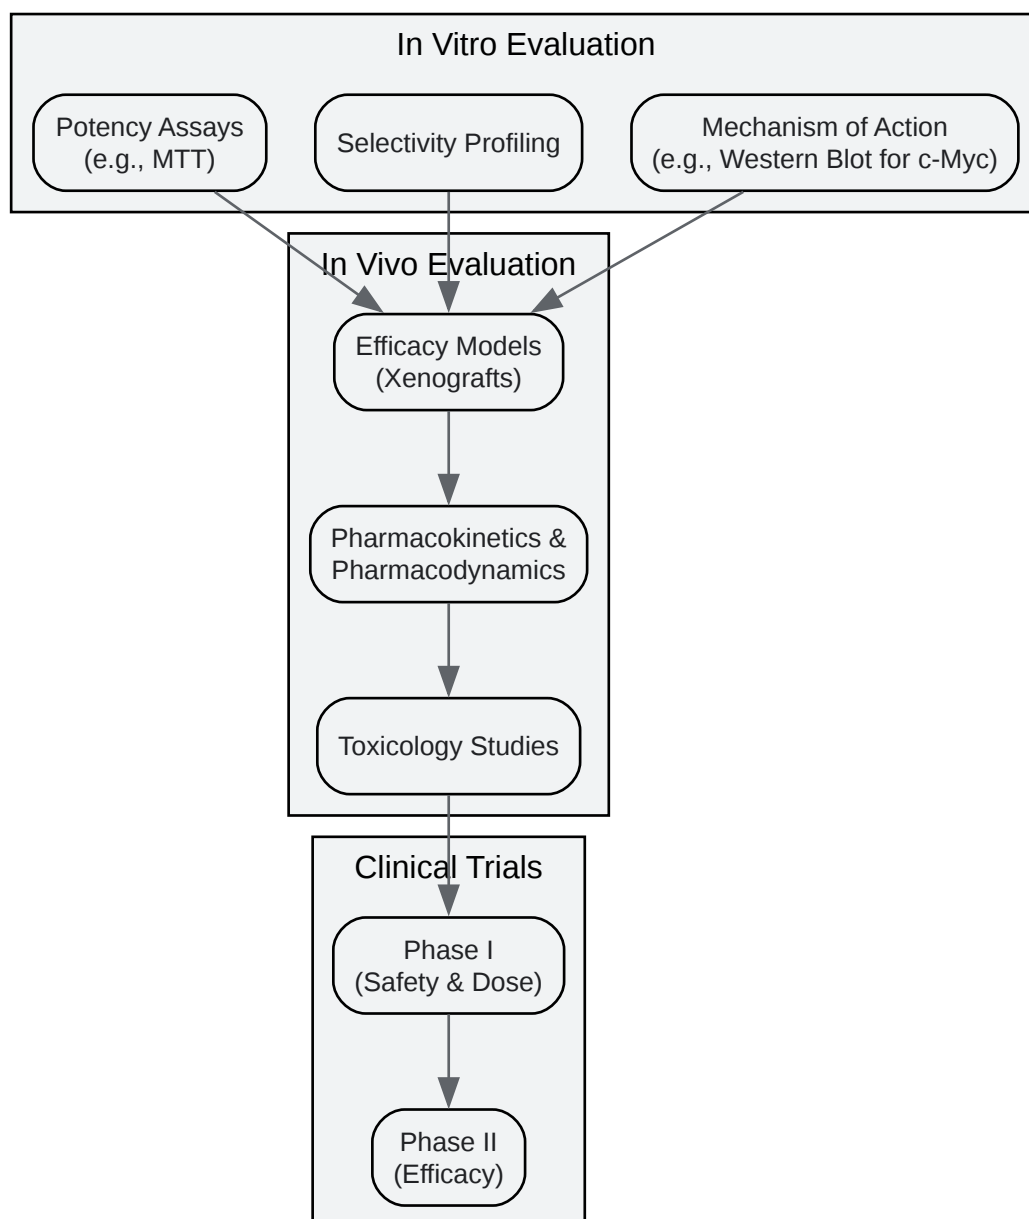 In Vitro Evaluation
Potency Assays
(e.g., MTT)
Selectivity Profiling
Mechanism of Action
(e.g., Western Blot for c-Myc)
In Vivo Evaluation
Efficacy Models
(Xenografts)
Pharmacokinetics &
Pharmacodynamics
Toxicology Studies
Clinical Trials
Phase I
(Safety & Dose)
Phase II
(Efficacy)